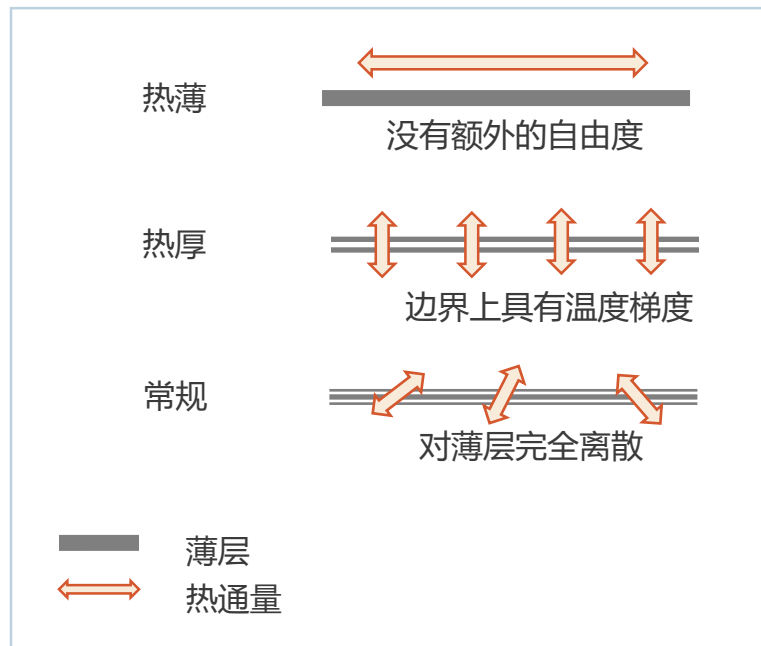 热薄
没有额外的自由度
热厚
边界上具有温度梯度
常规
对薄层完全离散
薄层
热通量